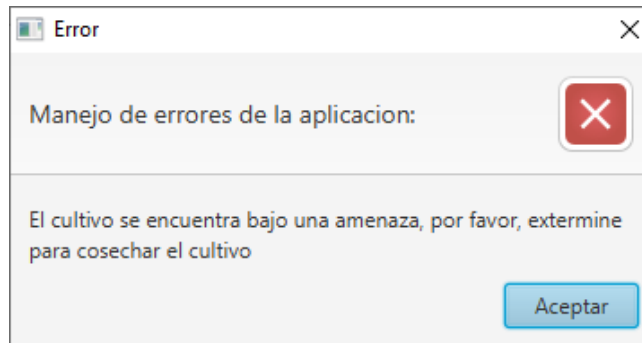 Error
Manejo de errores de la aplicacion:
El cultivo se encuentra bajo una amenaza, por favor, extermine
para cosechar el cultivo
Aceptar